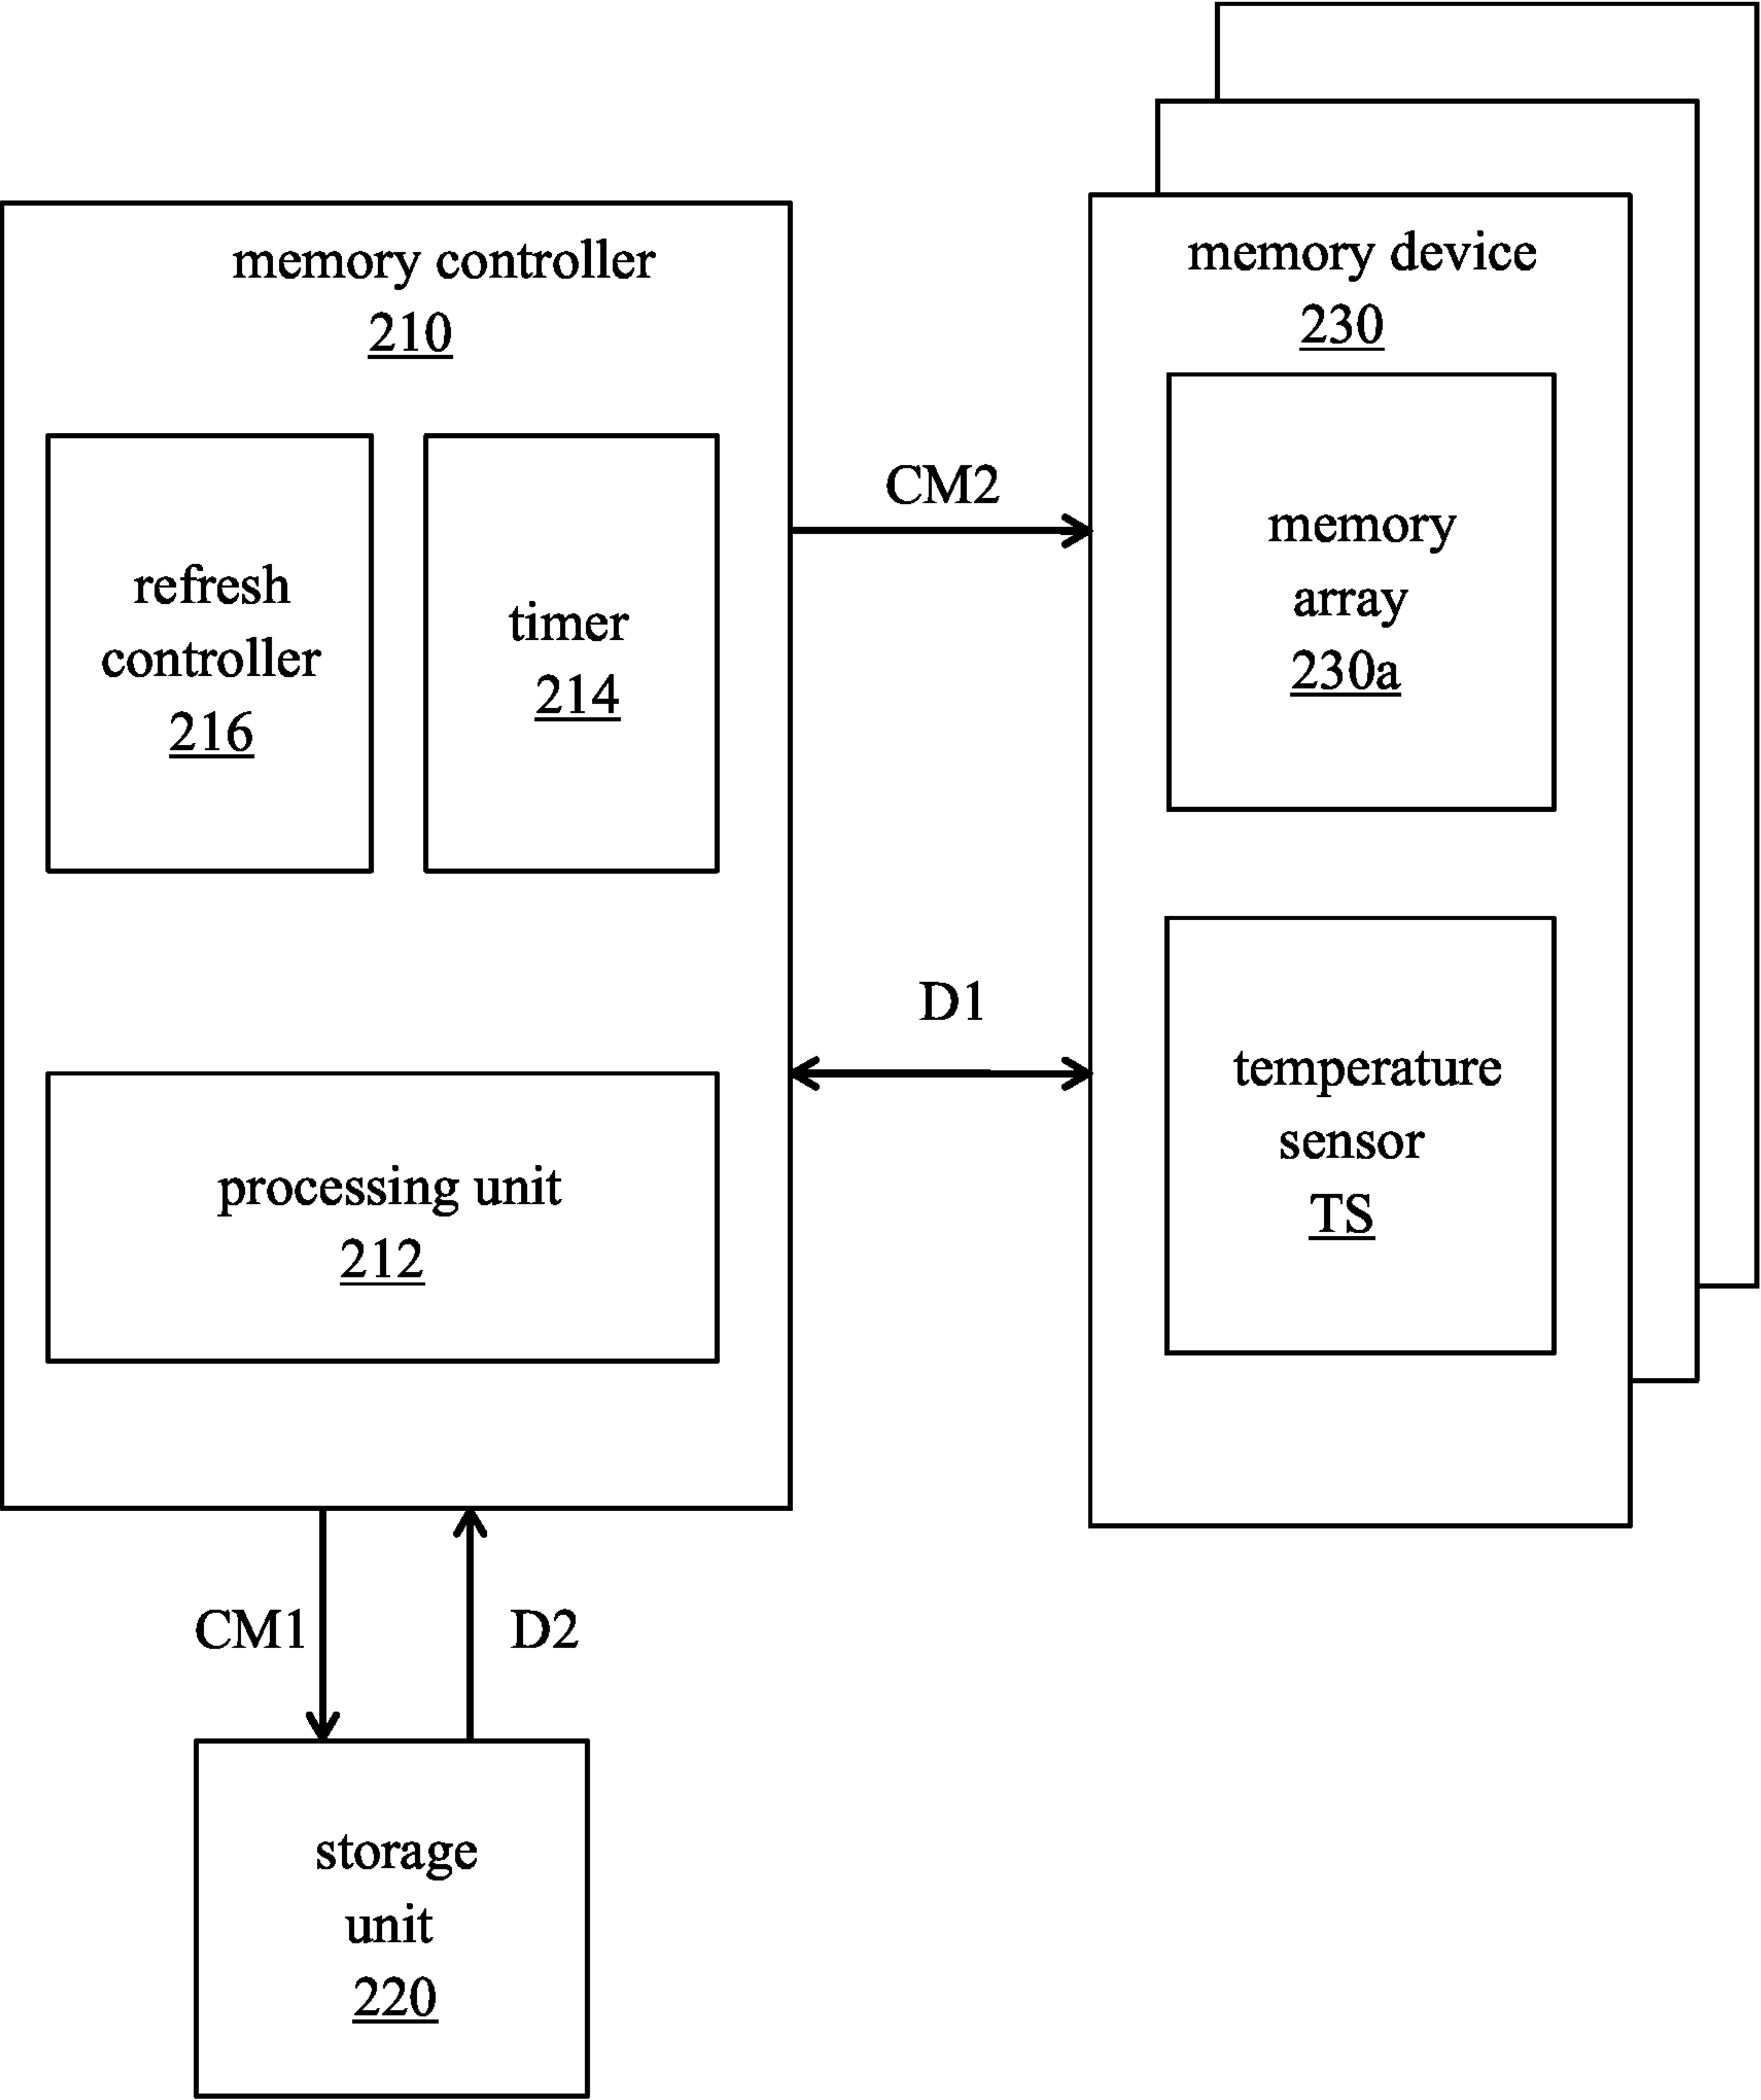 memory controller
210
refresh
controller
216
timer
214
processing unit
212
CM2
D1
memory device
230
memory
array
230a
temperature
sensor
TS
CM1
D2
storage
unit
220